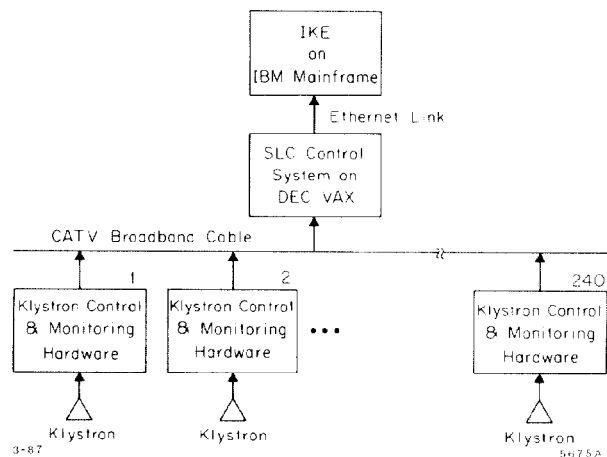 IKE
on
IBM Mainframe
Ethernet Link
SLC Control
System on
DEC VAX
CATV Broadband Cable
1
2
240
Klystron Control
& Monitoring
Hardware
Klystron Control
& Monitoring
Hardware
•••
Klystron Control
& Monitoring
Hardware
Klystron
Klystron
Klystron
3-87
5675A